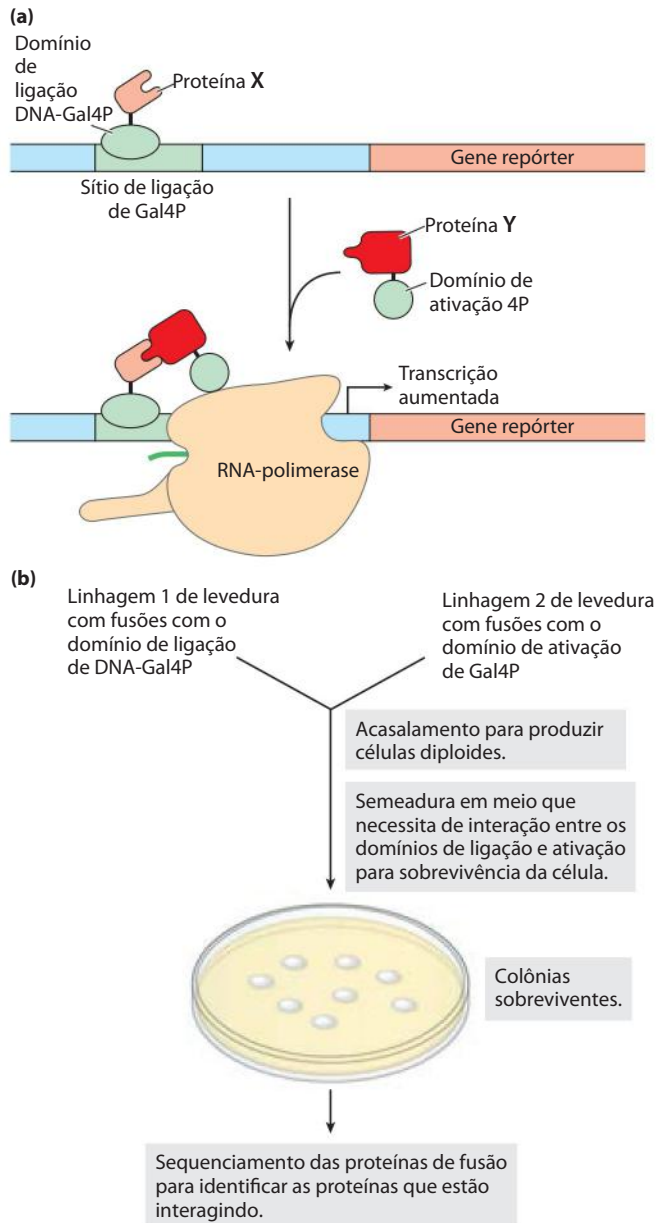 (a)
Domínio
de
ligação
DNA-Gal4P
Proteína X
Gene repórter
Sítio de ligação
de Gal4P
Proteína Y
Domínio de
ativação 4P
Transcrição
aumentada
Gene repórter
RNA-polimerase
(b)
Linhagem 1 de levedura
com fusões com o
domínio de ligação
de DNA-Gal4P
Linhagem 2 de levedura
com fusões com o
domínio de ativação
de Gal4P
Acasalamento para produzir
células diploides.
Semeadura em meio que
necessita de interação entre os
domínios de ligação e ativação
para sobrevivência da célula.
Colônias
sobreviventes.
Sequenciamento das proteínas de fusão
para identificar as proteínas que estão
interagindo.